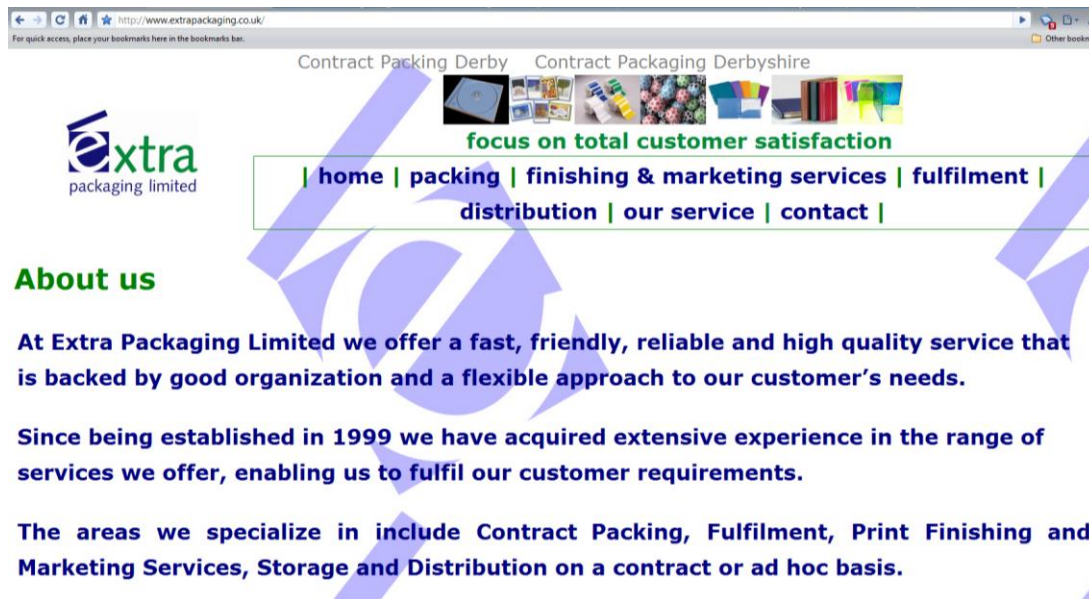 http://www.extrapackaging.co.uk/
For quick access, place your bookmarks here in the bookmarks bar.
Other bookm
Contract Packing Derby Contract Packaging Derbyshire
extra
packaging limited
focus on total customer satisfaction
| home | packing | finishing & marketing services | fulfilment |
distribution | our service | contact |
About us
At Extra Packaging Limited we offer a fast, friendly, reliable and high quality service that
is backed by good organization and a flexible approach to our customer’s needs.
Since being established in 1999 we have acquired extensive experience in the range of
services we offer, enabling us to fulfil our customer requirements.
The areas we specialize in include Contract Packing, Fulfilment, Print Finishing and
Marketing Services, Storage and Distribution on a contract or ad hoc basis.